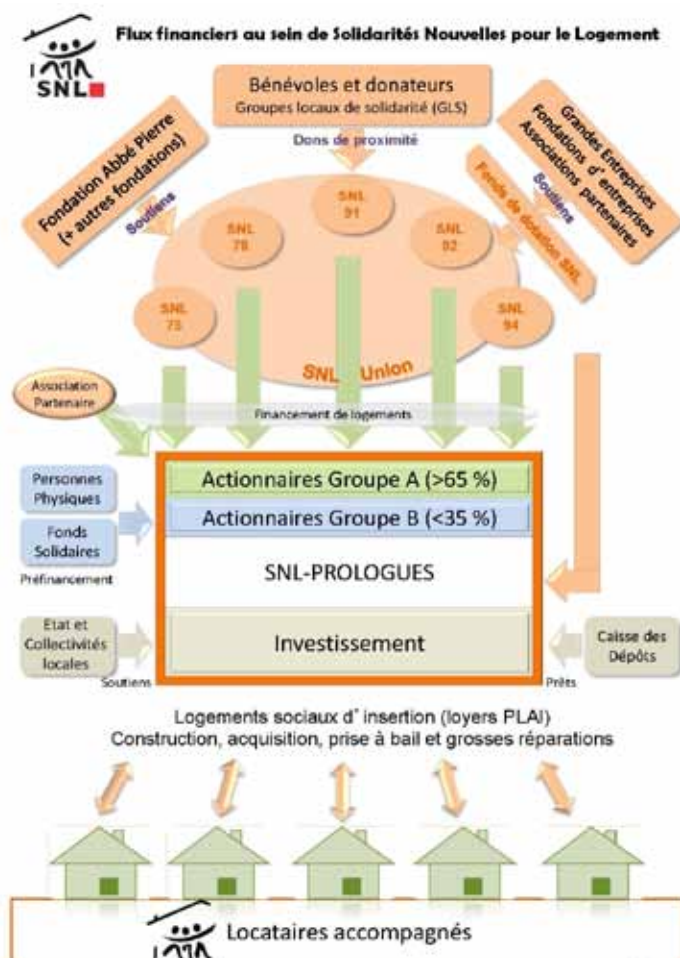 Flux financiers au sein de Solidarités Nouvelles pour le Logement
SNL
Bénévoles et donateurs
Groupes locaux de solidarité (GLS)
Dons de proximité
Fondation Abbé Pierre
(+ autres fondations)
Soutiens
Grandes Entreprises
Fondations d'entreprises
Associations partenaires
Soutiens
Fonds de dotation SNL
SNL
91
SNL
78
SNL
92
SNL
75
SNL
94
SNL Union
Association
Partenaire
Financement de logements
Personnes
Physiques
Fonds
Solidaires
Préfinancement
Actionnaires Groupe A (>65 %)
Actionnaires Groupe B (<35 %)
SNL-PROLOGUES
Etat et
Collectivités
locales
Soutiens
Investissement
Caisse des
Dépôts
Prêts
Logements sociaux d'insertion (loyers PLAI)
Construction, acquisition, prise à bail et grosses réparations
Locataires accompagnés